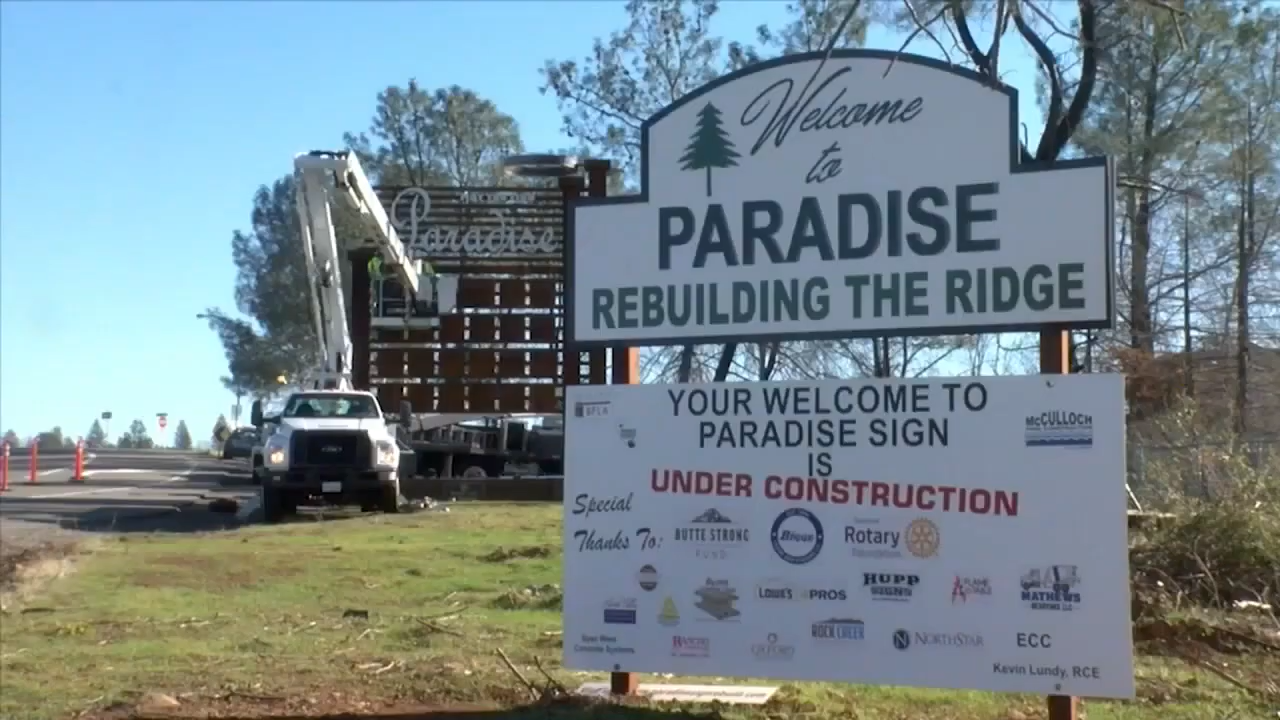 Welcome
to
PARADISE
REBUILDING THE RIDGE
Paradise
YOUR WELCOME TO
PARADISE SIGN
IS
UNDER CONSTRUCTION
McCULLOCH
Special
Thanks To:
BUTTE STRONG
FUND
Rotary
LOWE'S PROS
HUPP
SIGNS
MATHEWS
ROCK CREEK
NORTHSTAR
ECC
Kevin Lundy, RCE